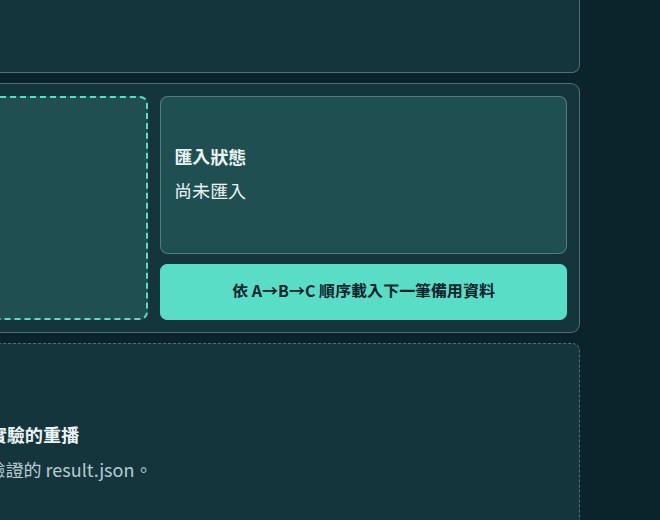 匯入狀態
尚未匯入
依 A→B→C 順序載入下一筆備用資料
實驗的重播
驗證的 result.json。